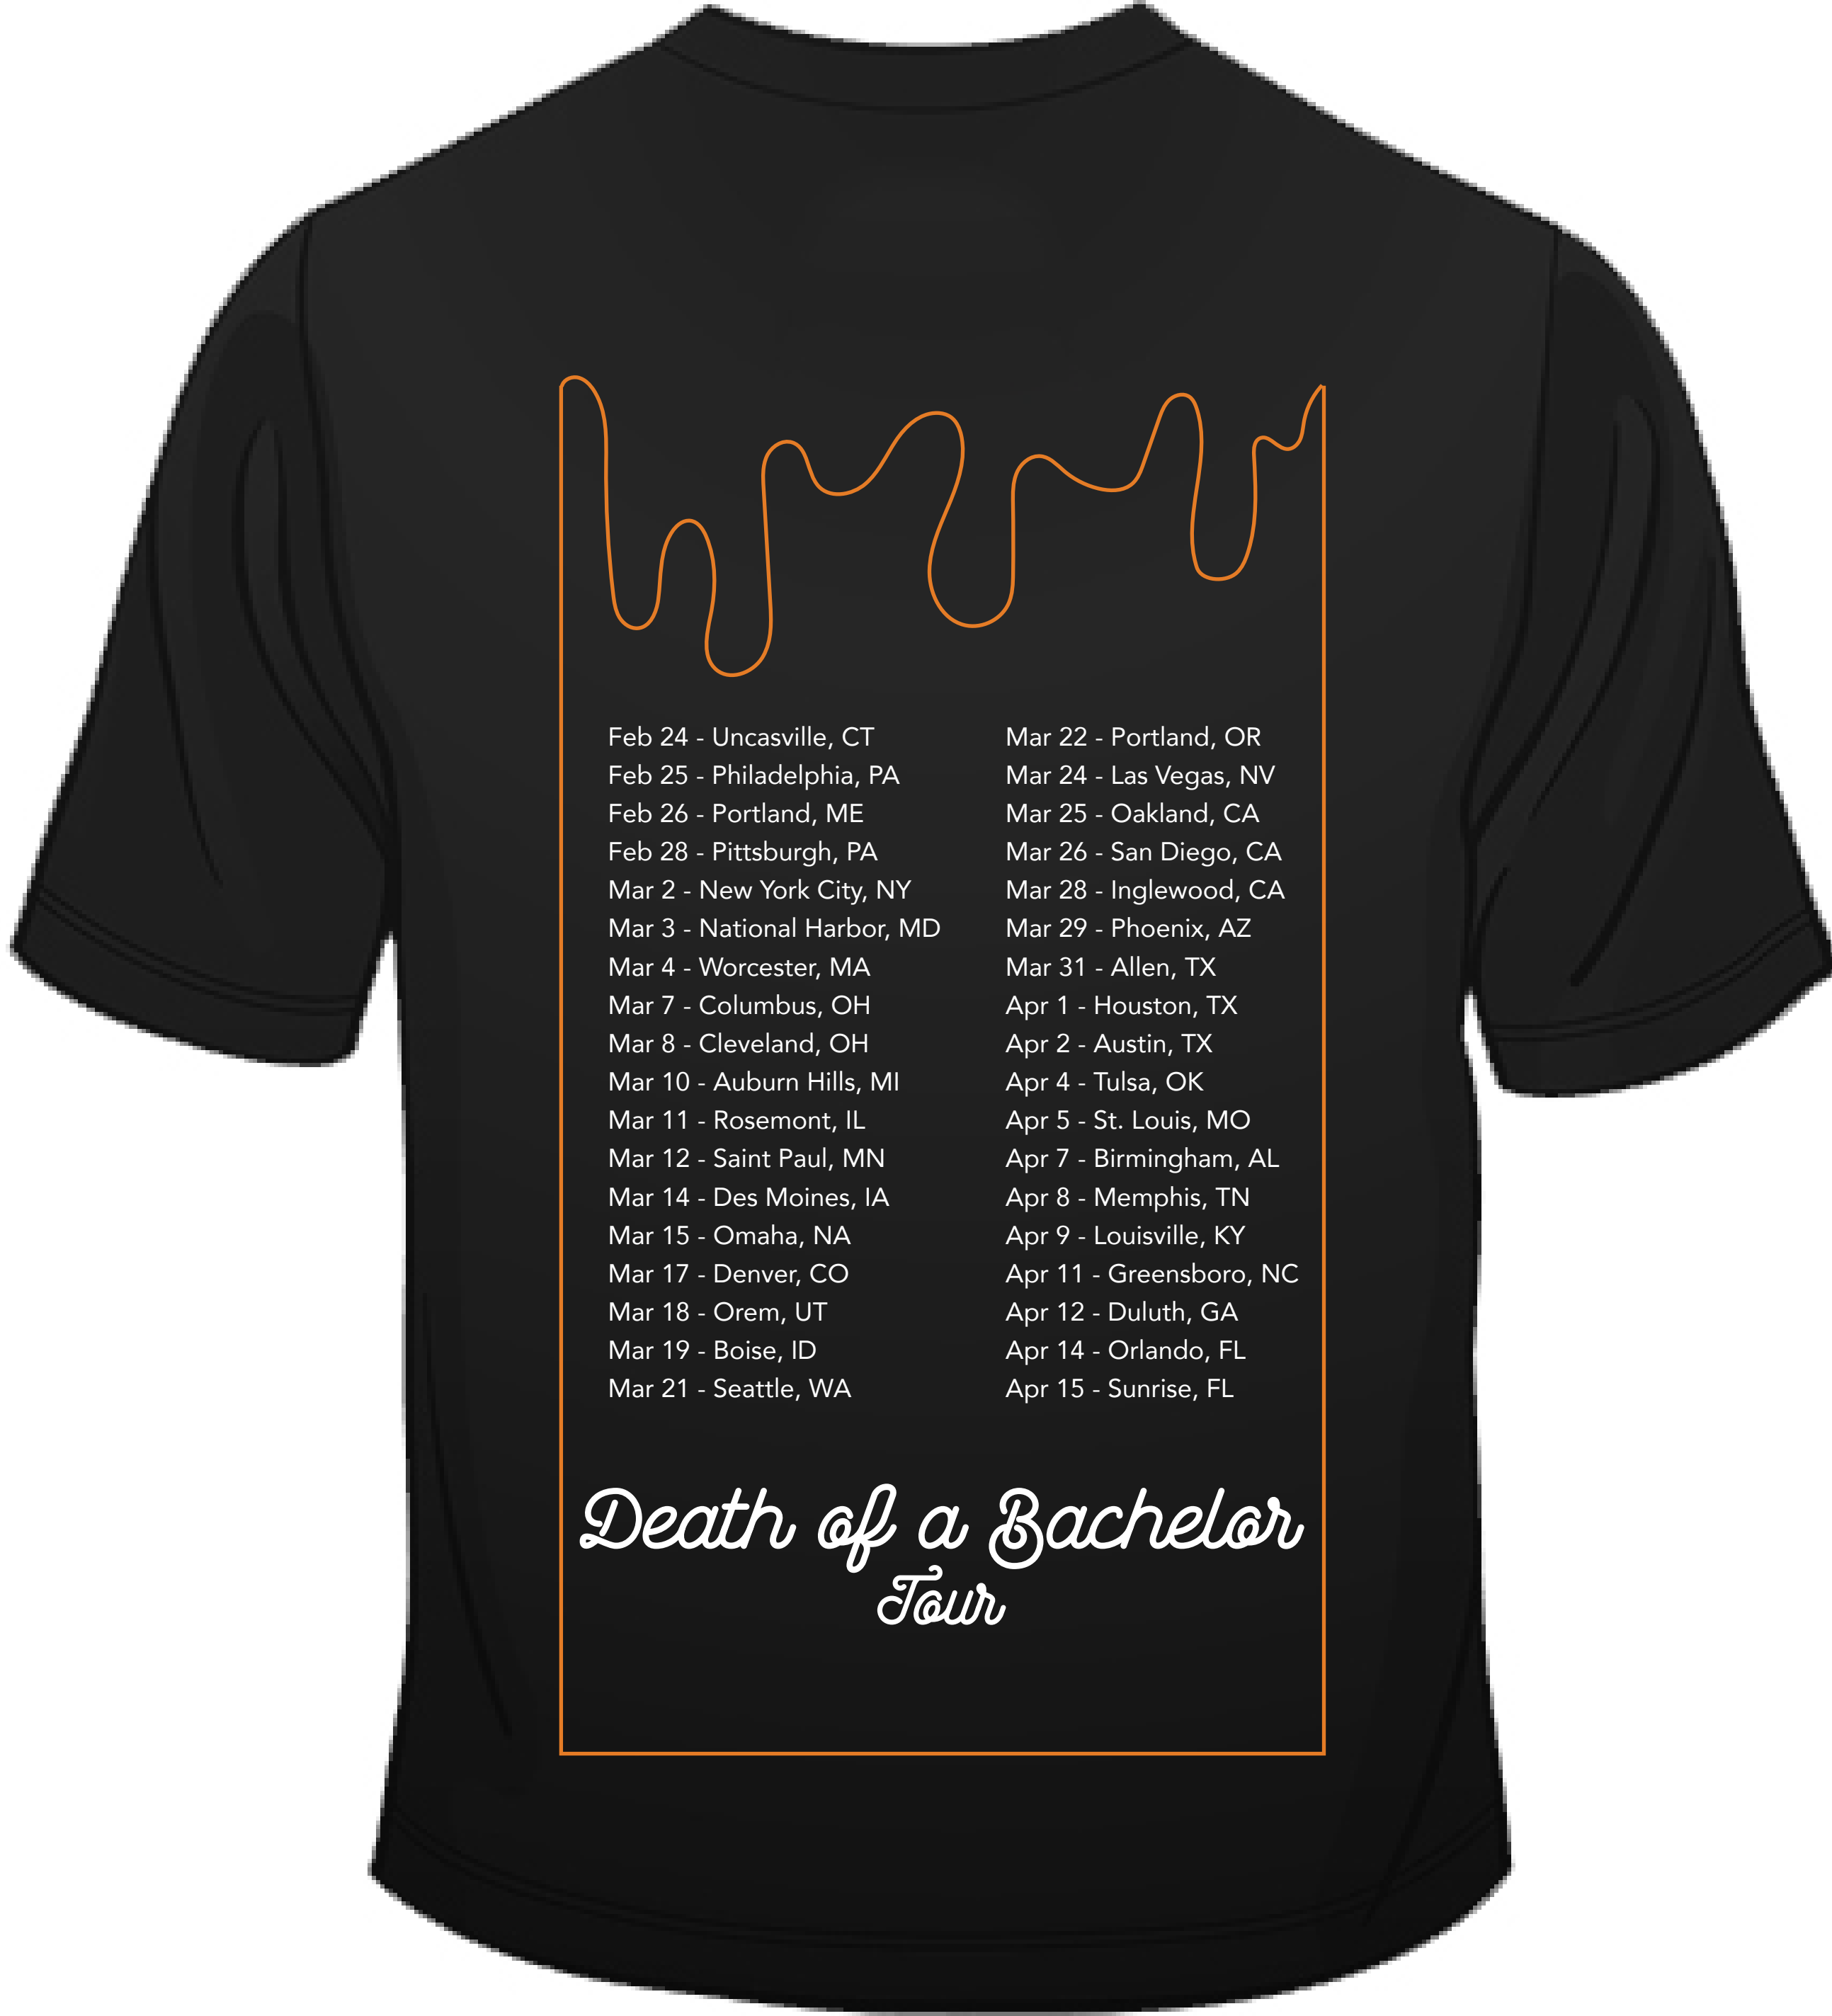 Feb 24 - Uncasville, CT
Feb 25 - Philadelphia, PA
Feb 26 - Portland, ME
Feb 28 - Pittsburgh, PA
Mar 2 - New York City, NY
Mar 3 - National Harbor, MD
Mar 4 - Worcester, MA
Mar 7 - Columbus, OH
Mar 8 - Cleveland, OH
Mar 10 - Auburn Hills, MI
Mar 11 - Rosemont, IL
Mar 12 - Saint Paul, MN
Mar 14 - Des Moines, IA
Mar 15 - Omaha, NA
Mar 17 - Denver, CO
Mar 18 - Orem, UT
Mar 19 - Boise, ID
Mar 21 - Seattle, WA
Mar 22 - Portland, OR
Mar 24 - Las Vegas, NV
Mar 25 - Oakland, CA
Mar 26 - San Diego, CA
Mar 28 - Inglewood, CA
Mar 29 - Phoenix, AZ
Mar 31 - Allen, TX
Apr 1 - Houston, TX
Apr 2 - Austin, TX
Apr 4 - Tulsa, OK
Apr 5 - St. Louis, MO
Apr 7 - Birmingham, AL
Apr 8 - Memphis, TN
Apr 9 - Louisville, KY
Apr 11 - Greensboro, NC
Apr 12 - Duluth, GA
Apr 14 - Orlando, FL
Apr 15 - Sunrise, FL
Death of a Bachelor
Tour